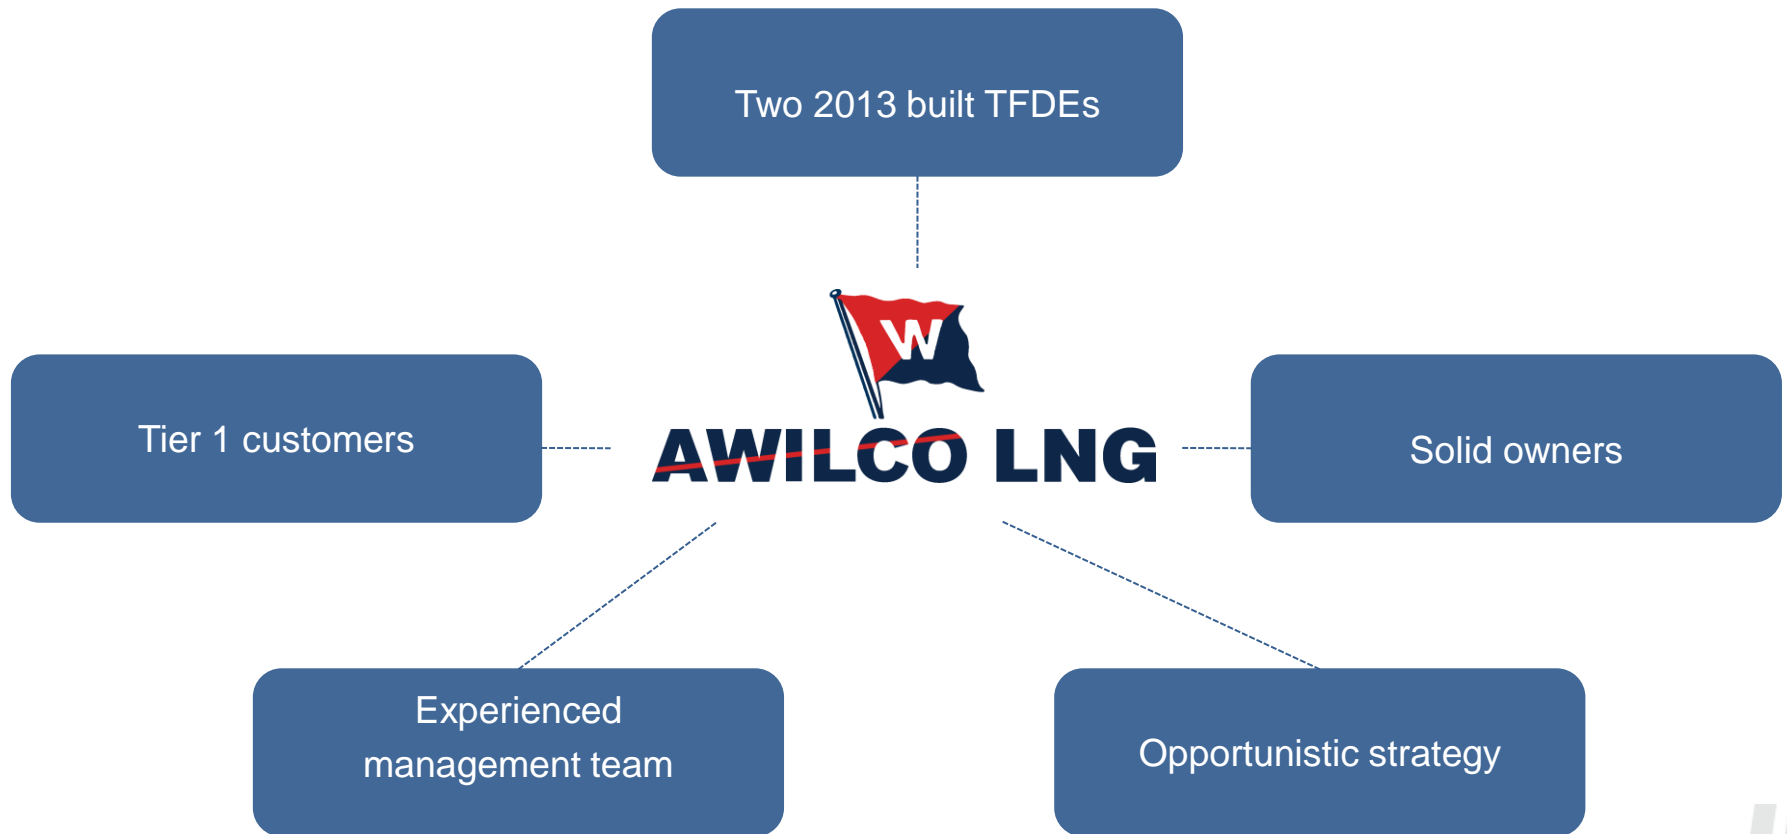 Two 2013 built TFDEs
W
AWILCO LNG
Tier 1 customers
Solid owners
Experienced
management team
Opportunistic strategy